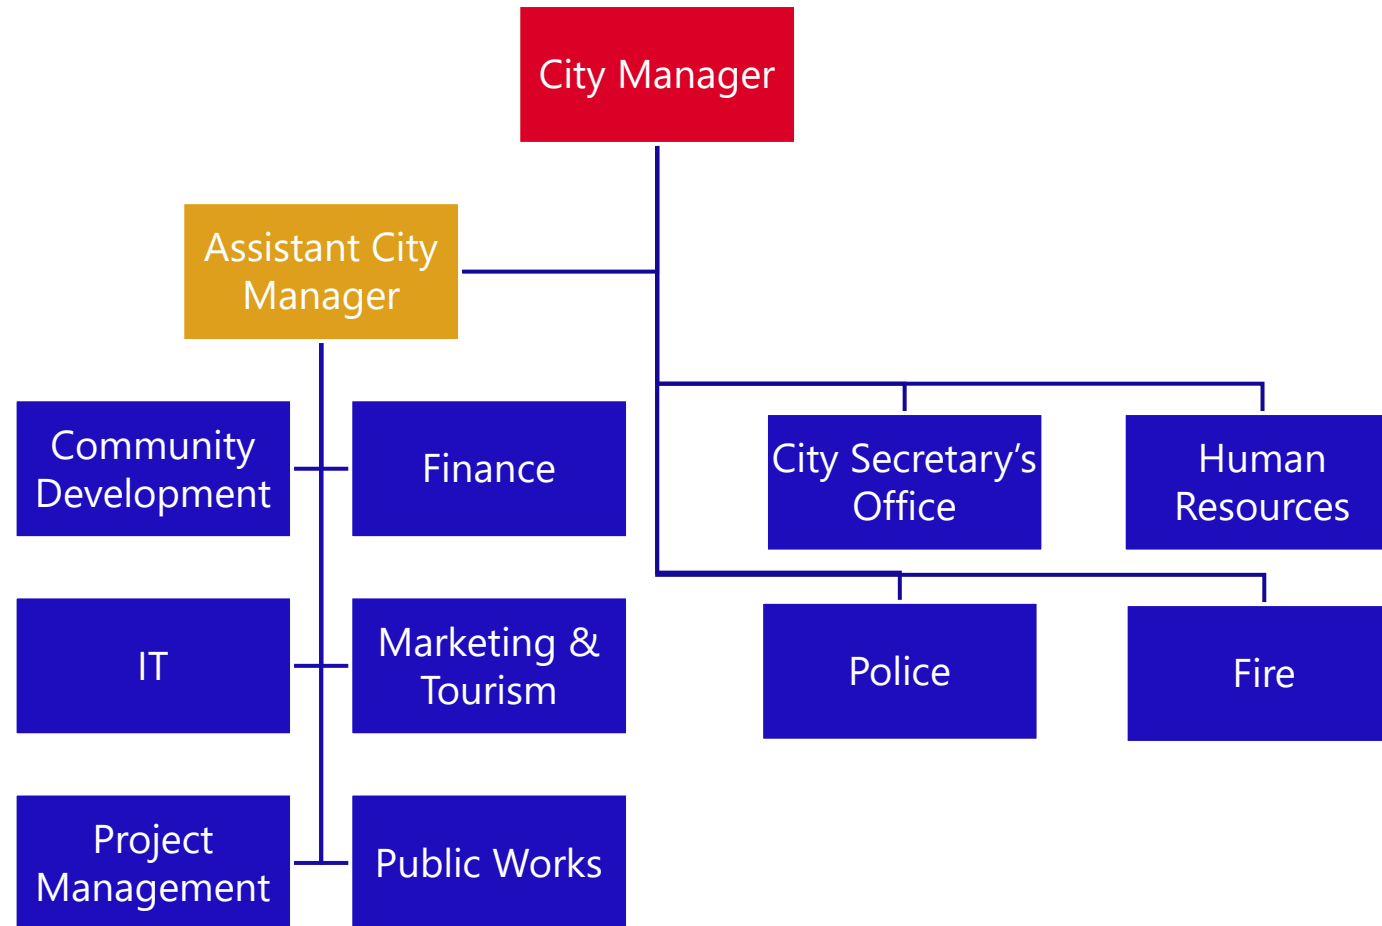 City Manager
Assistant City
Manager
Community
Development
Finance
City Secretary’s
Office
Human
Resources
IT
Marketing &
Tourism
Police
Fire
Project
Management
Public Works